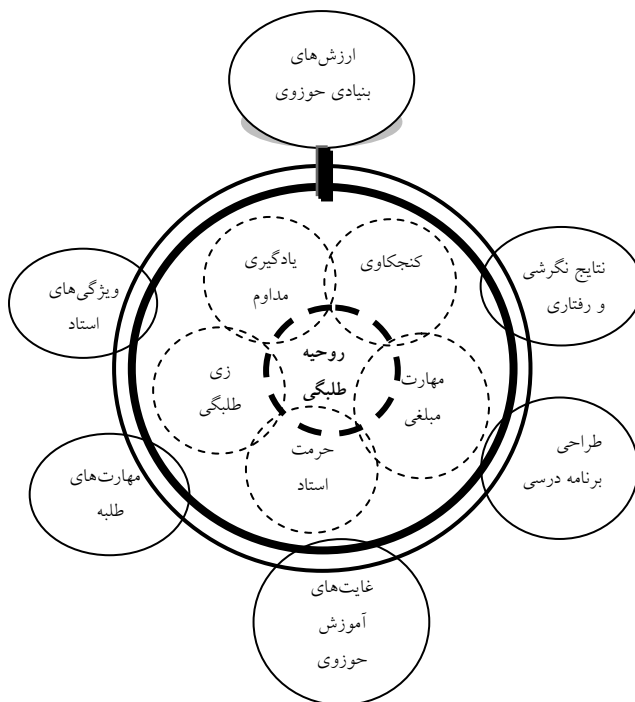 ارزش‌های
بنیادی حوزوی
کنجکاوی
یادگیری
مداوم
نتایج نگرشی
و رفتاری
ویژگی‌های
استاد
روحیه
طلبگی
مهارت
مبلغی
زی
طلبگی
حرمت
استاد
طراحی
برنامه درسی
مهارت‌های
طلبه
غایت‌های
آموزش
حوزوی